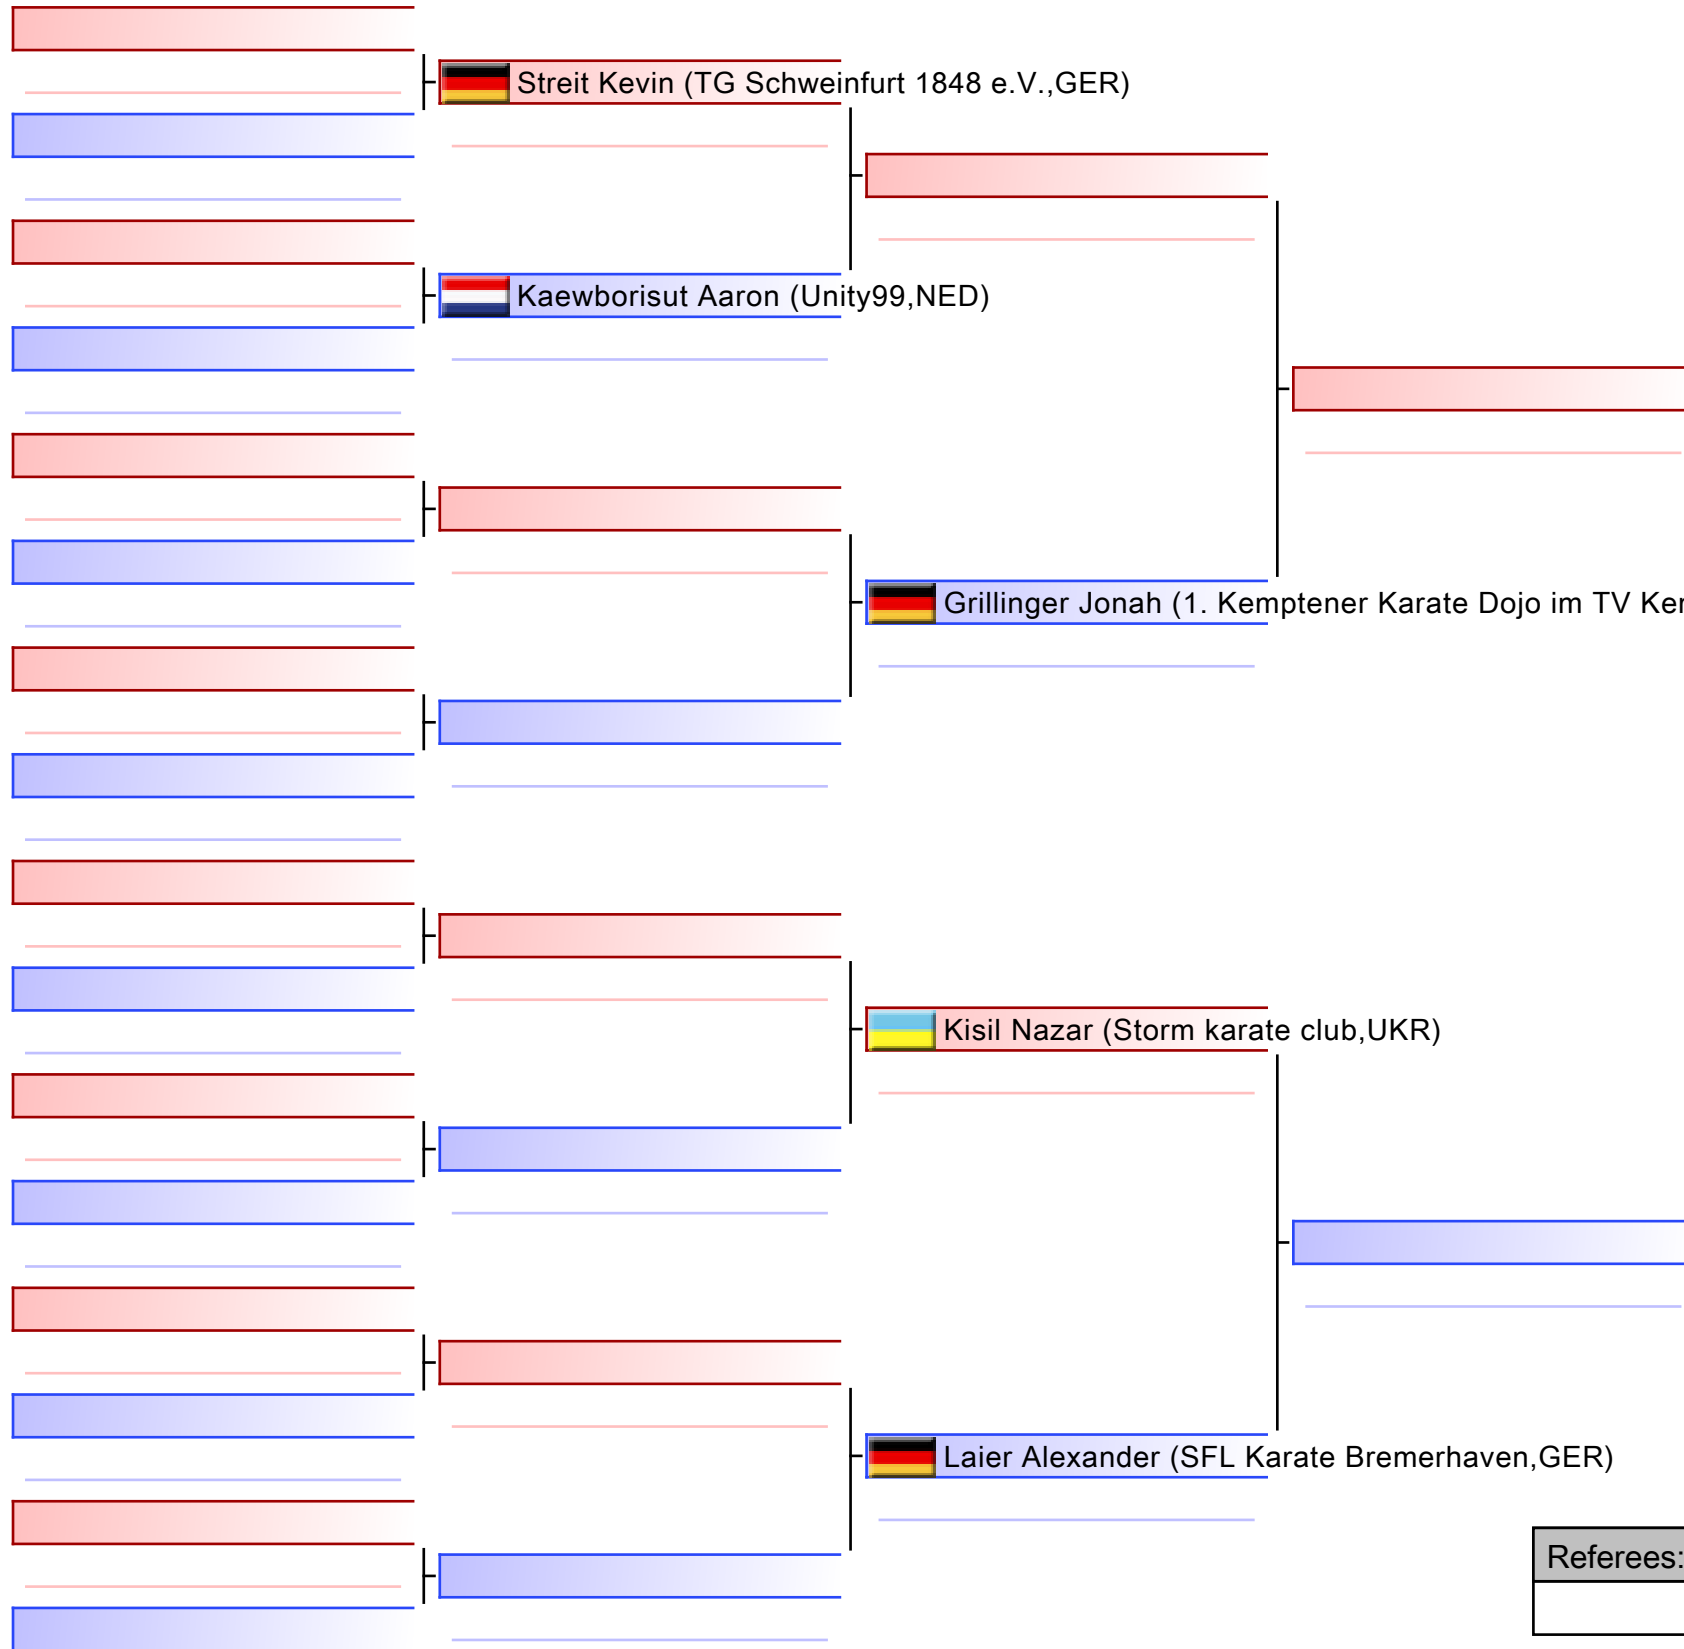 Streit Kevin (TG Schweinfurt 1848 e.V.,GER)
Kaewborisut Aaron (Unity99,NED)
Grillinger Jonah (1. Kemptener Karate Dojo im TV
Kisil Nazar (Storm karate club,UKR)
Laier Alexander (SFL Karate Bremerhaven,GER)
Referees: